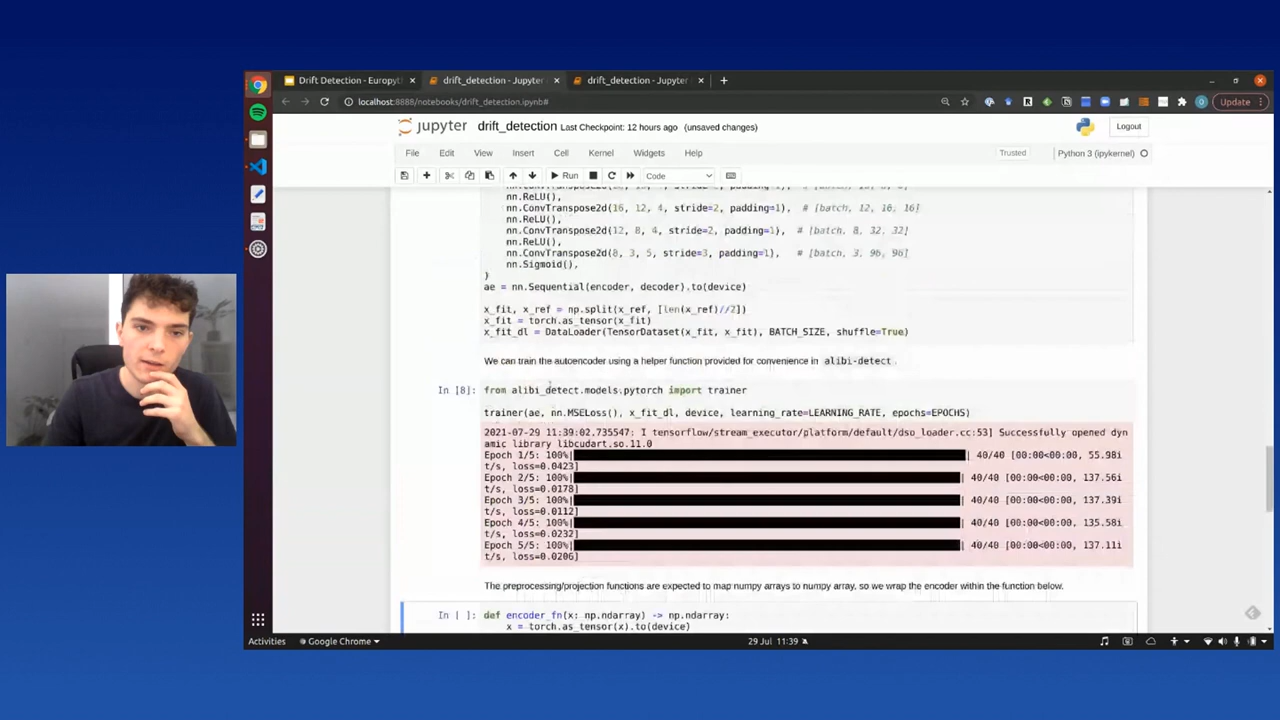 Drift Detection - Europyth
drift_detection - Jupyter
drift_detection - Jupyter
localhost:8888/notebooks/drift_detection.ipynb#
Update
jupyter drift_detection Last Checkpoint: 12 hours ago (unsaved changes)
Logout
File Edit View Insert Cell Kernel Widgets Help
Trusted Python 3 (ipykernel)
Run Code
nn.ReLU(),
nn.ConvTranspose2d(16, 12, 4, stride=2, padding=1), # [batch, 12, 16, 16]
nn.ReLU(),
nn.ConvTranspose2d(12, 8, 4, stride=2, padding=1), # [batch, 8, 32, 32]
nn.ReLU(),
nn.ConvTranspose2d(8, 3, 5, stride=3, padding=1), # [batch, 3, 96, 96]
nn.Sigmoid(),
)
ae = nn.Sequential(encoder, decoder).to(device)
x_fit, x_ref = np.split(x_ref, [len(x_ref)//2])
x_fit = torch.as_tensor(x_fit)
x_fit_dl = DataLoader(TensorDataset(x_fit, x_fit), BATCH_SIZE, shuffle=True)
We can train the autoencoder using a helper function provided for convenience in alibi-detect.
In [8]: from alibi_detect.models.pytorch import trainer
trainer(ae, nn.MSELoss(), x_fit_dl, device, learning_rate=LEARNING_RATE, epochs=EPOCHS)
2021-07-29 11:39:02.735547: I tensorflow/stream_executor/platform/default/dso_loader.cc:53] Successfully opened dyn
amic library libcudart.so.11.0
Epoch 1/5: 100%| | 40/40 [00:00<00:00, 55.98i
t/s, loss=0.0423]
Epoch 2/5: 100%| | 40/40 [00:00<00:00, 137.56i
t/s, loss=0.0178]
Epoch 3/5: 100%| | 40/40 [00:00<00:00, 137.39i
t/s, loss=0.0112]
Epoch 4/5: 100%| | 40/40 [00:00<00:00, 135.58i
t/s, loss=0.0232]
Epoch 5/5: 100%| | 40/40 [00:00<00:00, 137.11i
t/s, loss=0.0206]
The preprocessing/projection functions are expected to map numpy arrays to numpy array, so we wrap the encoder within the function below.
In [ ]: def encoder_fn(x: np.ndarray) -> np.ndarray:
x = torch.as_tensor(x).to(device)
Activities Google Chrome 29 Jul 11:39